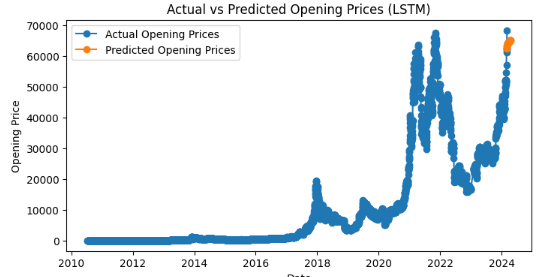 Actual vs Predicted Opening Prices (LSTM)
Actual Opening Prices
Predicted Opening Prices
Opening Price
70000
60000
50000
40000
30000
20000
10000
0
2010 2012 2014 2016 2018 2020 2022 2024